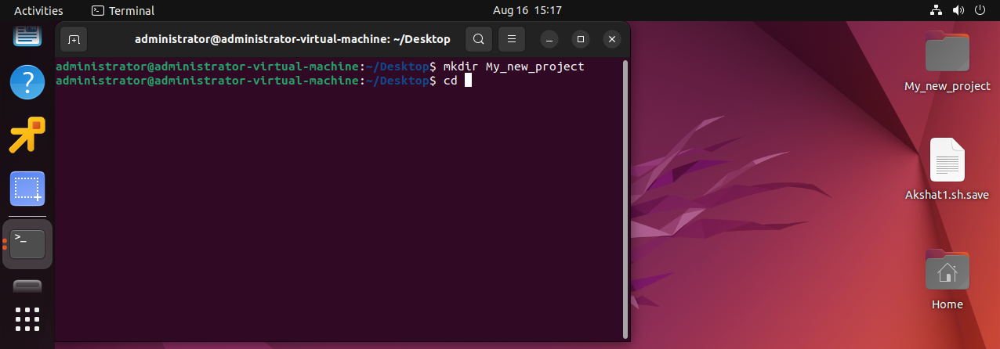 Activities Terminal Aug 16 15:17
administrator@administrator-virtual-machine: ~/Desktop
administrator@administrator-virtual-machine:~/Desktop$ mkdir My_new_project
administrator@administrator-virtual-machine:~/Desktop$ cd
My_new_project
Akshat1.sh.save
Home